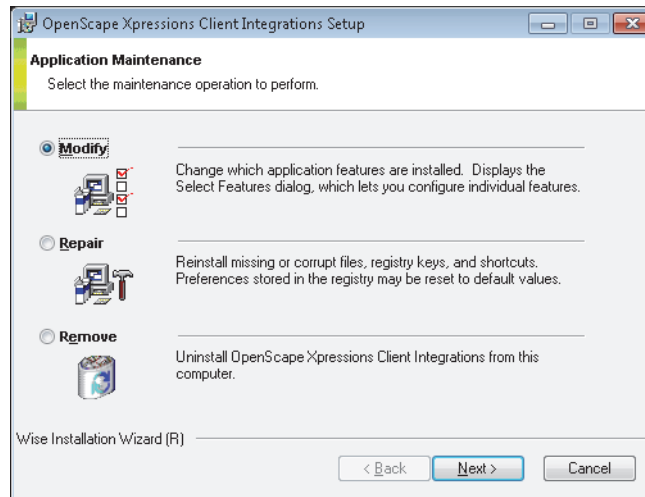 OpenScape Xpressions Client Integrations Setup
Application Maintenance
Select the maintenance operation to perform.
Modify
Change which application features are installed. Displays the
Select Features dialog, which lets you configure individual features.
Repair
Reinstall missing or corrupt files, registry keys, and shortcuts.
Preferences stored in the registry may be reset to default values.
Remove
Uninstall OpenScape Xpressions Client Integrations from this
computer.
Wise Installation Wizard (R)
< Back Next > Cancel